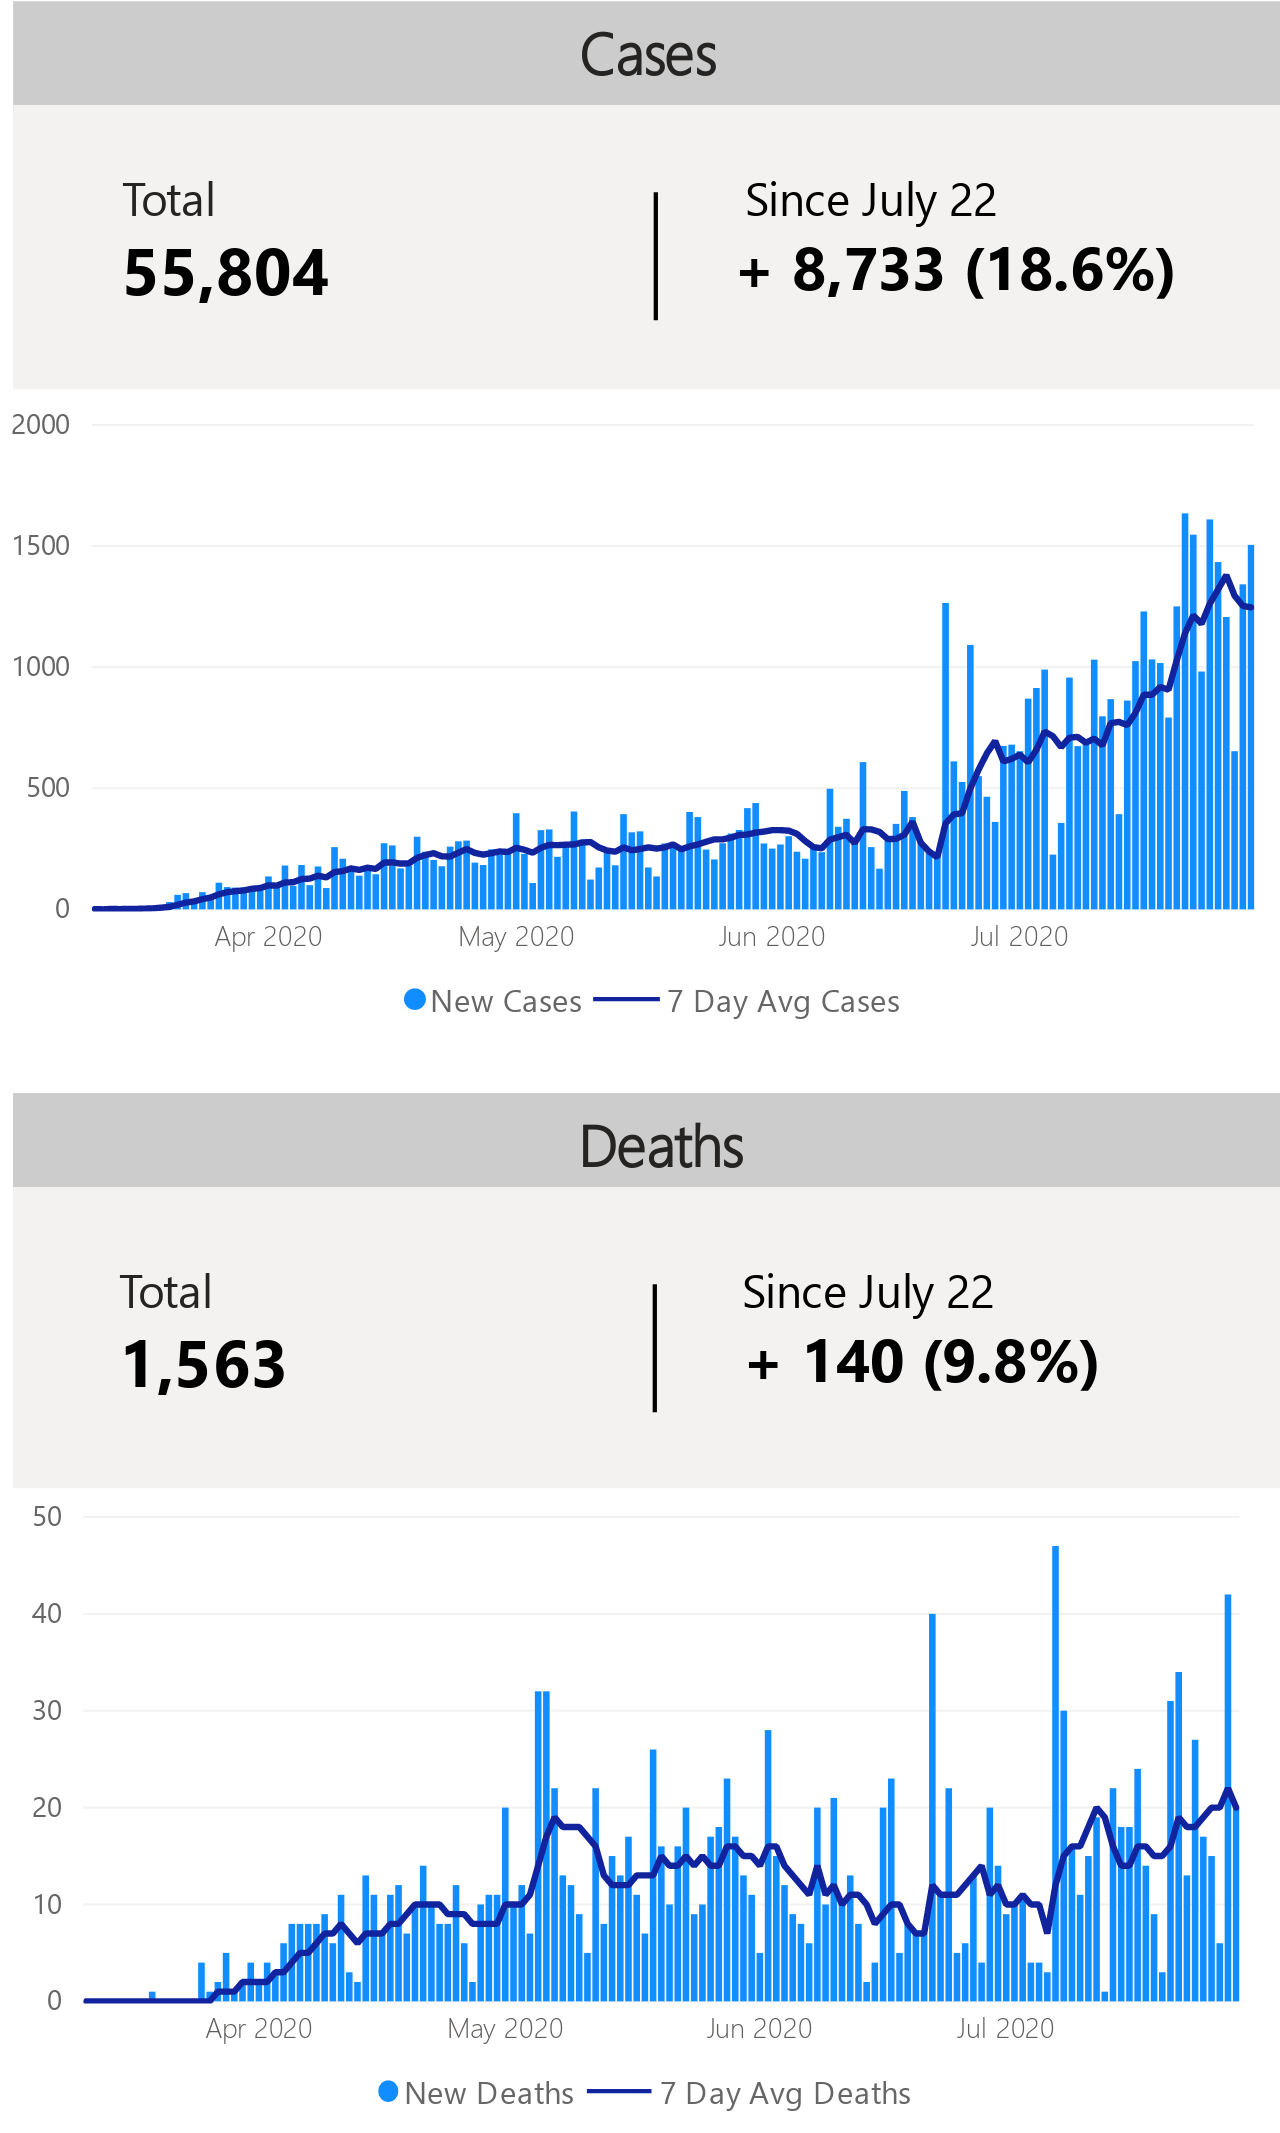 Cases
Total
Since July 22
55,804
+ 8,733 (18.6%)
2000
1500
1000
500
0
Apr 2020
May 2020
Jun 2020
Jul 2020
New Cases
7 Day Avg Cases
Deaths
Total
Since July 22
1,563
+ 140 (9.8%)
50
40
30
20
10
0
Apr 2020
May 2020
Jun 2020
Jul 2020
New Deaths
7 Day Avg Deaths